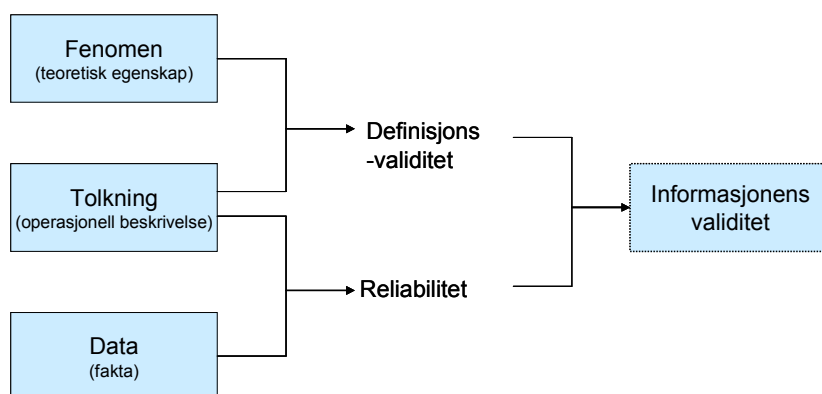 Fenomen
(teoretisk egenskap)
Tolkning
(operasjonell beskrivelse)
Data
(fakta)
Definisjons
-validitet
Reliabilitet
Informasjonens
validitet